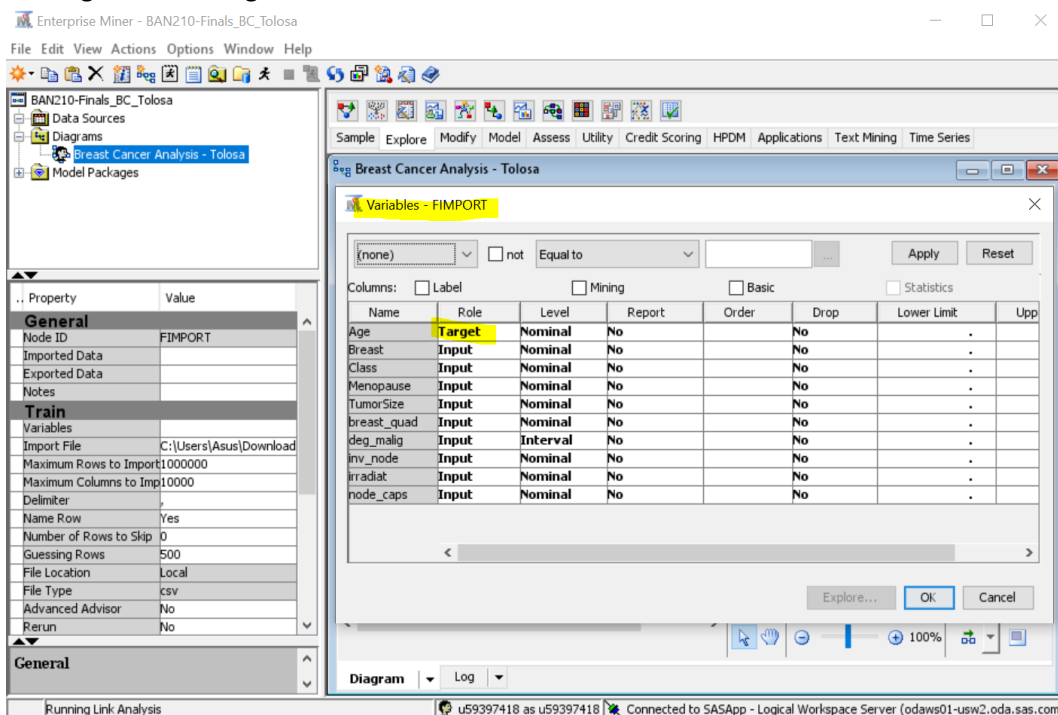 Enterprise Miner - BAN210-Finals_BC_Tolosa
File Edit View Actions Options Window Help
BAN210-Finals_BC_Tolosa
Data Sources
Diagrams
Breast Cancer Analysis - Tolosa
Model Packages
Sample Explore Modify Model Assess Utility Credit Scoring HPDM Applications Text Mining Time Series
Breast Cancer Analysis - Tolosa
Variables - FIMPORT
(none) not Equal to ... Apply Reset
Columns: Label Mining Basic Statistics
Name Role Level Report Order Drop Lower Limit Upp
Age Target Nominal No No .
Breast Input Nominal No No .
Class Input Nominal No No .
Menopause Input Nominal No No .
TumorSize Input Nominal No No .
breast_quad Input Nominal No No .
deg_malig Input Interval No No .
inv_node Input Nominal No No .
irradiat Input Nominal No No .
node_caps Input Nominal No No .
Explore... OK Cancel
.. Property Value
General
Node ID FIMPORT
Imported Data
Exported Data
Notes
Train
Variables
Import File C:\Users\Asus\Download
Maximum Rows to Import 1000000
Maximum Columns to Imp 10000
Delimiter ,
Name Row Yes
Number of Rows to Skip 0
Guessing Rows 500
File Location Local
File Type csv
Advanced Advisor No
Rerun No
General
100%
Diagram Log
Running Link Analysis
u59397418 as u59397418 Connected to SASApp - Logical Workspace Server (odaws01-usw2.oda.sas.com